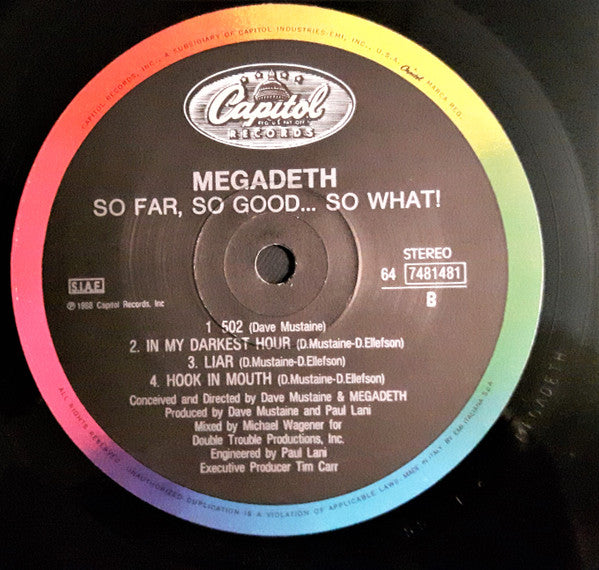 CAPITOL RECORDS, INC., A SUBSIDIARY OF CAPITOL INDUSTRIES-EMI, INC., U.S.A. Capitol MARCA REG.
Capitol
REG. U.S. PAT. OFF.
RECORDS
MEGADETH
SO FAR, SO GOOD... SO WHAT!
STEREO
64 7481481
B
S.I.A.E.
℗ 1988 Capitol Records, Inc
1 502 (Dave Mustaine)
2. IN MY DARKEST HOUR (D.Mustaine-D.Ellefson)
3. LIAR (D.Mustaine-D.Ellefson)
4. HOOK IN MOUTH (D.Mustaine-D.Ellefson)
Conceived and Directed by Dave Mustaine & MEGADETH
Produced by Dave Mustaine and Paul Lani
Mixed by Michael Wagener for
Double Trouble Productions, Inc.
Engineered by Paul Lani
Executive Producer Tim Carr
ALL RIGHTS RESERVED. UNAUTHORIZED DUPLICATION IS A VIOLATION OF APPLICABLE LAWS. MADE IN ITALY BY EMI ITALIANA S.p.A.
MEGADETH